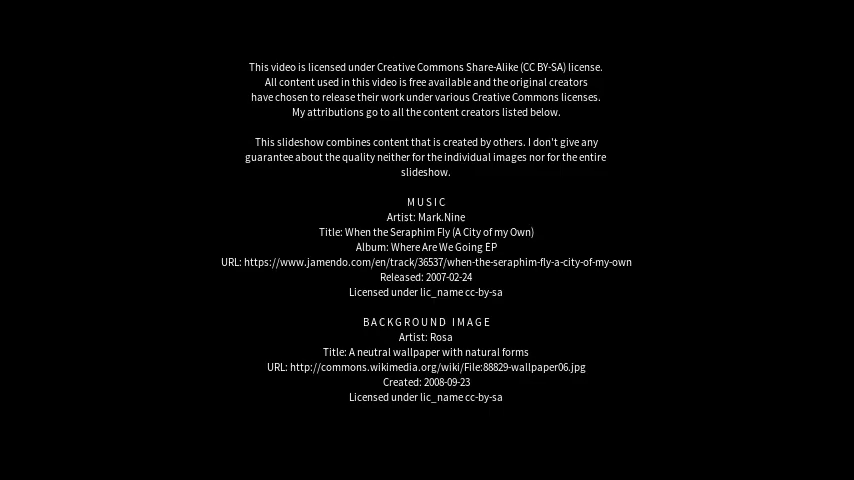 This video is licensed under Creative Commons Share-Alike (CC BY-SA) license.
All content used in this video is free available and the original creators
have chosen to release their work under various Creative Commons licenses.
My attributions go to all the content creators listed below.
This slideshow combines content that is created by others. I don't give any
guarantee about the quality neither for the individual images nor for the entire
slideshow.
MUSIC
Artist: Mark.Nine
Title: When the Seraphim Fly (A City of my Own)
Album: Where Are We Going EP
URL: https://www.jamendo.com/en/track/36537/when-the-seraphim-fly-a-city-of-my-own
Released: 2007-02-24
Licensed under lic_name cc-by-sa
BACKGROUND IMAGE
Artist: Rosa
Title: A neutral wallpaper with natural forms
URL: http://commons.wikimedia.org/wiki/File:88829-wallpaper06.jpg
Created: 2008-09-23
Licensed under lic_name cc-by-sa